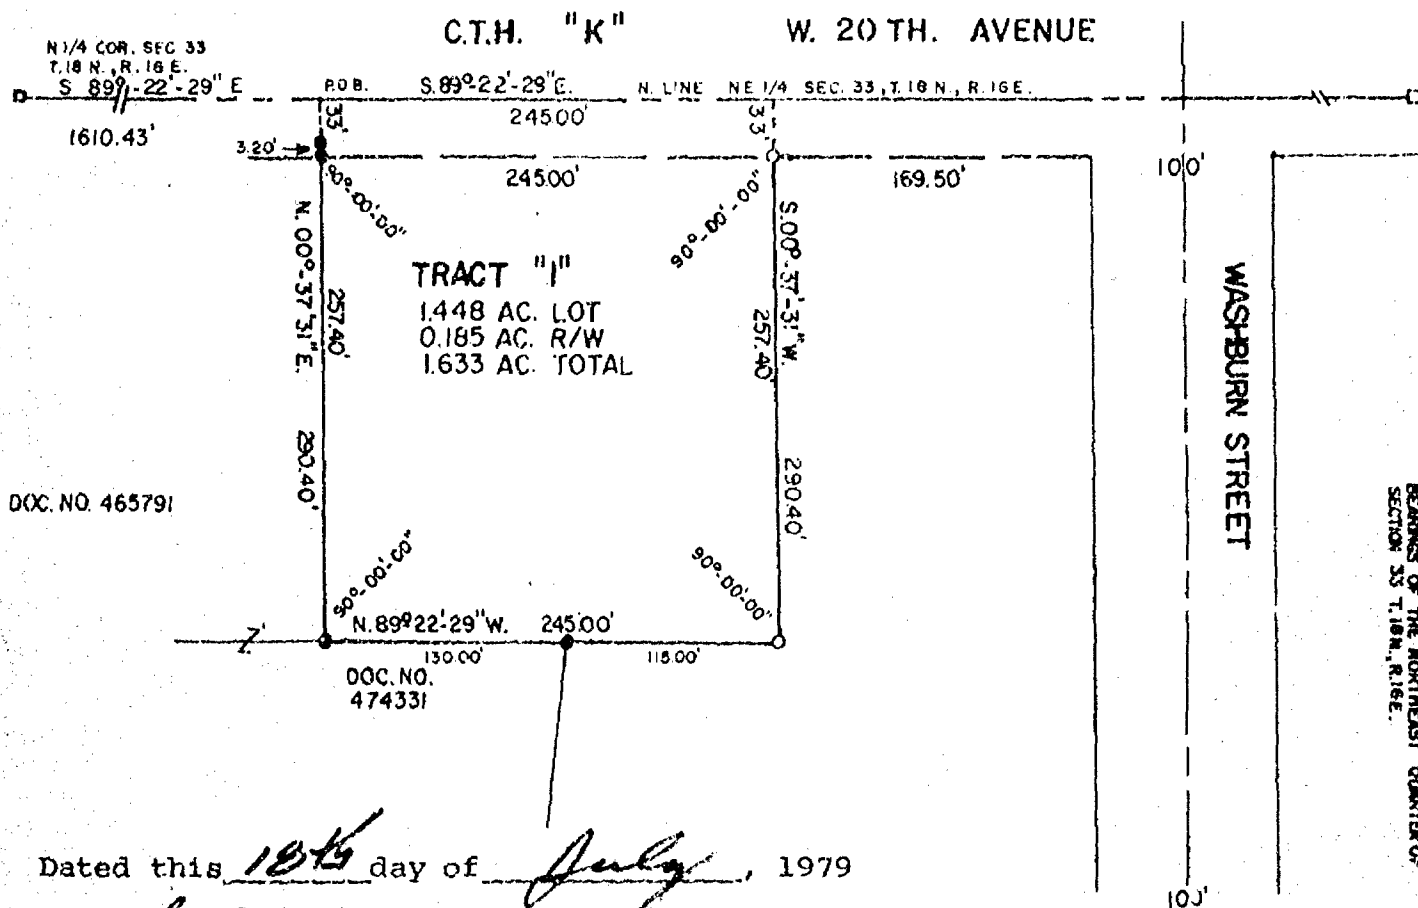 C.T.H. "K" W. 20 TH. AVENUE
N 1/4 COR. SEC 33
T.18 N., R. 16 E.
S 89°-22'-29" E
P.O.B. S.89°-22'-29"E. N. LINE NE 1/4 SEC. 33, T. 18 N., R. 16 E.
1610.43'
33'
245.00'
33'
3.20'
245.00'
169.50'
100'
90°-00'-00"
90°-00'-00"
N. 00°-37'31" E.
257.40'
290.40'
TRACT "1"
1.448 AC. LOT
0.185 AC. R/W
1.633 AC. TOTAL
S.00°-37'-31" W.
257.40'
290.40'
WASHBURN STREET
DOC. NO. 465791
BEARINGS OF THE NORTHEAST QUARTER OF
SECTION 33 T.18N., R.16E.
90°-00'-00"
90°-00'-00"
N.89°22'-29"W. 245.00'
7'
130.00' 115.00'
DOC. NO.
474331
Dated this 18th day of July, 1979
100'